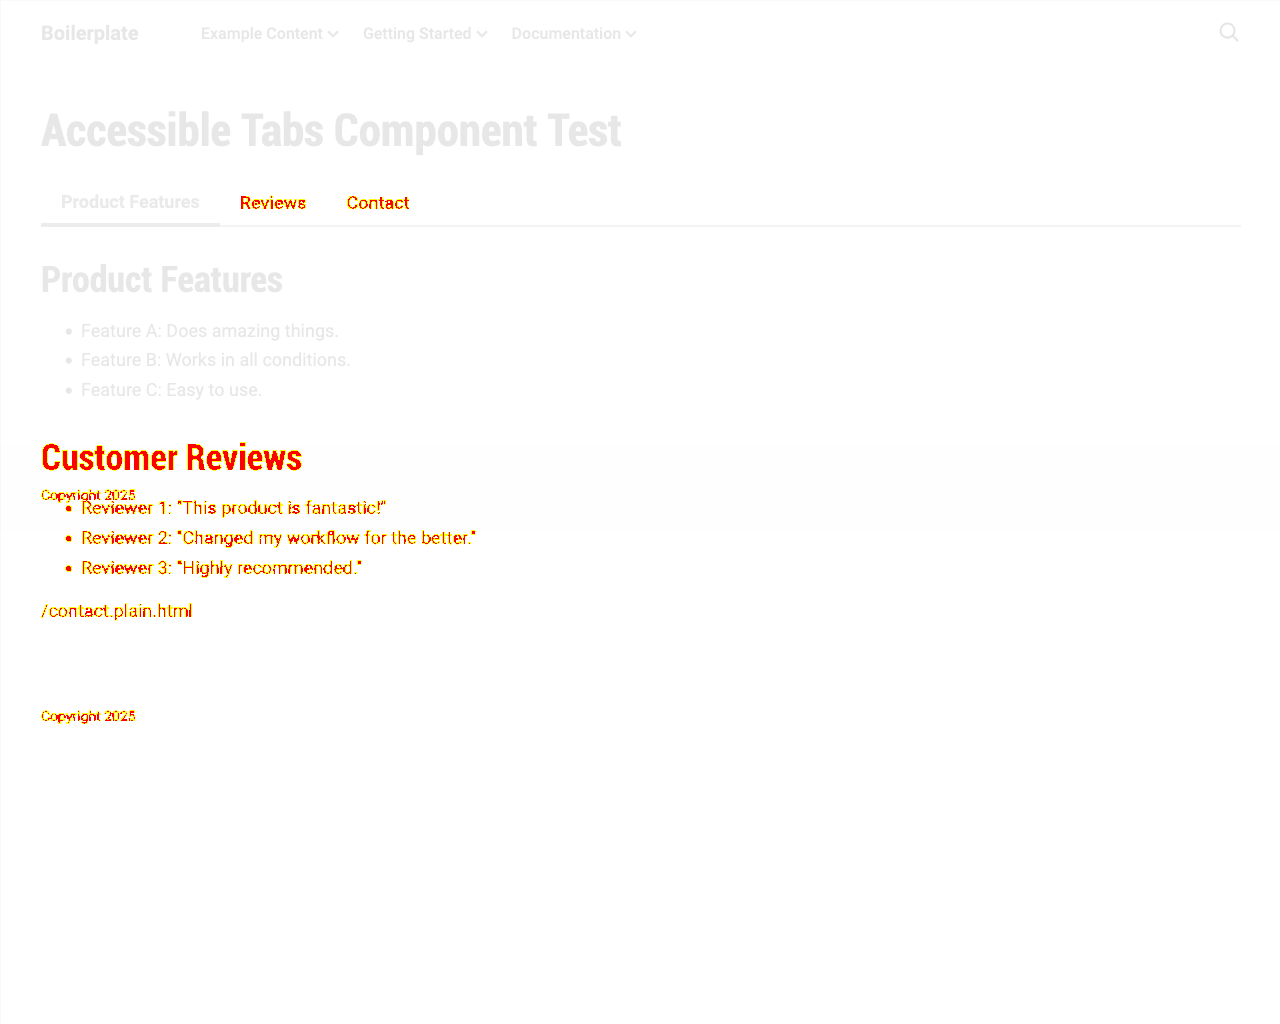 Boilerplate Example Content Getting Started Documentation
Accessible Tabs Component Test
Product Features Reviews Contact
Product Features
Feature A: Does amazing things.
Feature B: Works in all conditions.
Feature C: Easy to use.
Customer Reviews
Copyright 2025
Reviewer 1: "This product is fantastic!"
Reviewer 2: "Changed my workflow for the better."
Reviewer 3: "Highly recommended."
/contact.plain.html
Copyright 2025